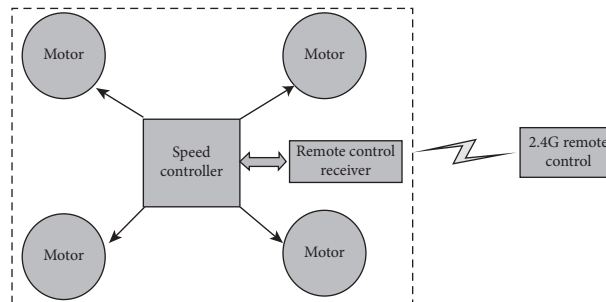 Motor
Motor
Speed
controller
Remote control
receiver
2.4G remote
control
Motor
Motor